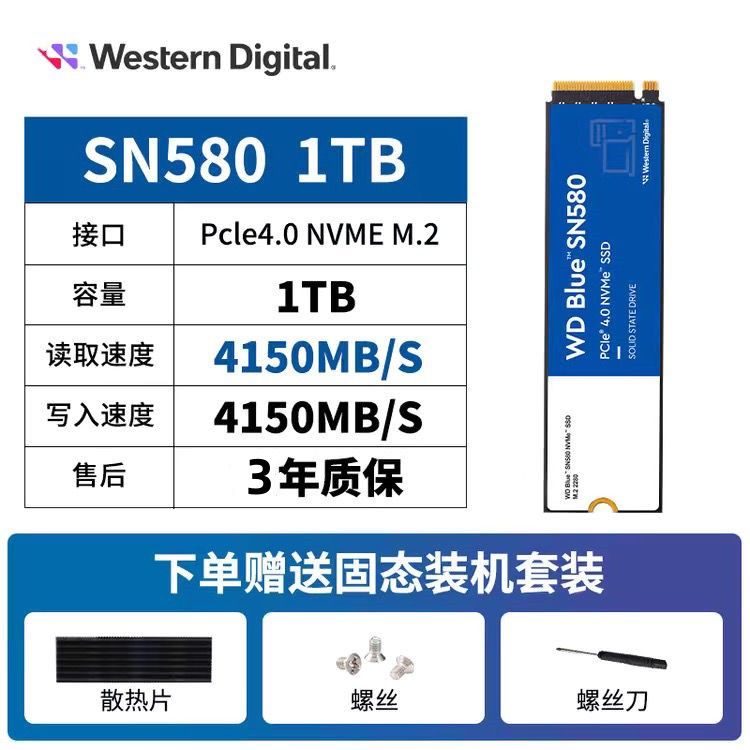 Western Digital
SN580 1TB
接口 Pcle4.0 NVME M.2
容量 1TB
读取速度 4150MB/S
写入速度 4150MB/S
售后 3年质保
Western Digital
WD Blue™ SN580
PCIe® 4.0 NVMe™ SSD
SOLID STATE DRIVE
WD Blue™ SN580 NVMe™ SSD
M.2 2280
下单赠送固态装机套装
散热片
螺丝
螺丝刀